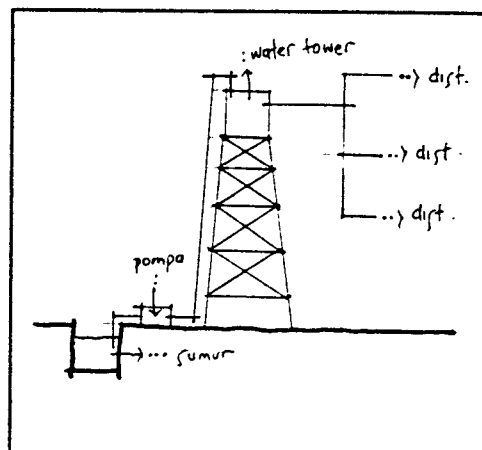 : water tower
··> dist.
··> dist.
··> dist.
pompa
sumur